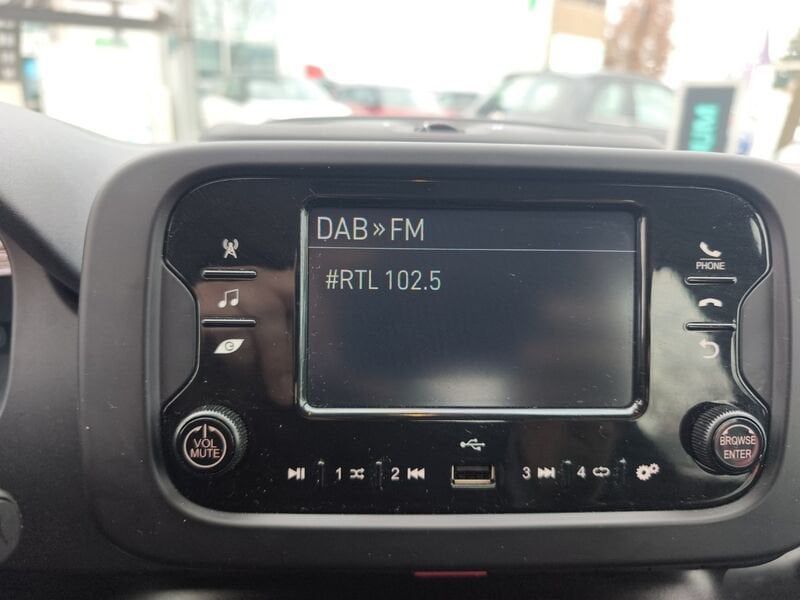 DAB»FM
#RTL 102.5
PHONE
VOL
MUTE
BROWSE
ENTER
1
2
3
4